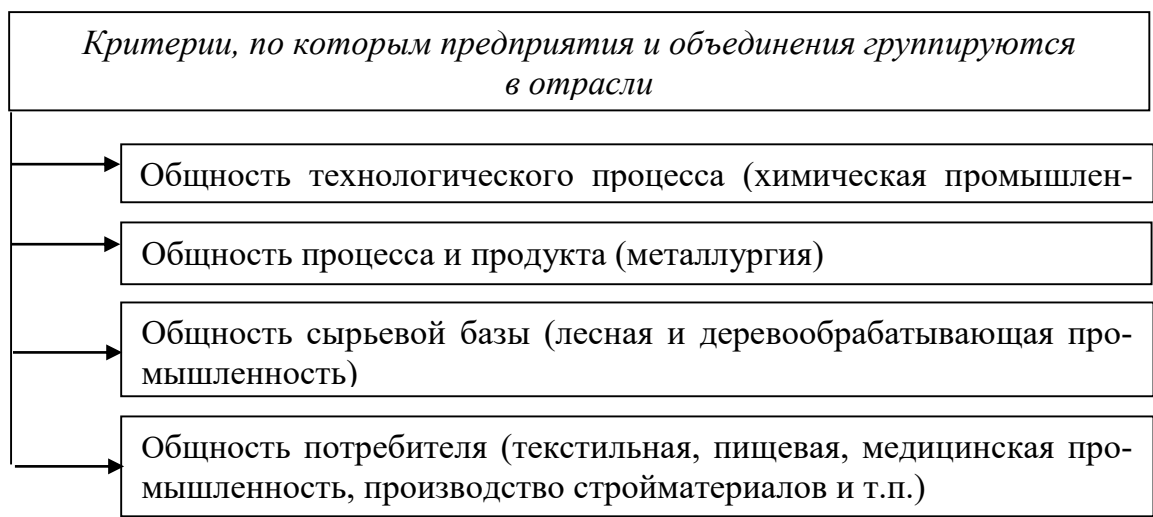 Критерии, по которым предприятия и объединения группируются
в отрасли
Общность технологического процесса (химическая промышлен-
Общность процесса и продукта (металлургия)
Общность сырьевой базы (лесная и деревообрабатывающая про-
мышленность)
Общность потребителя (текстильная, пищевая, медицинская про-
мышленность, производство стройматериалов и т.п.)